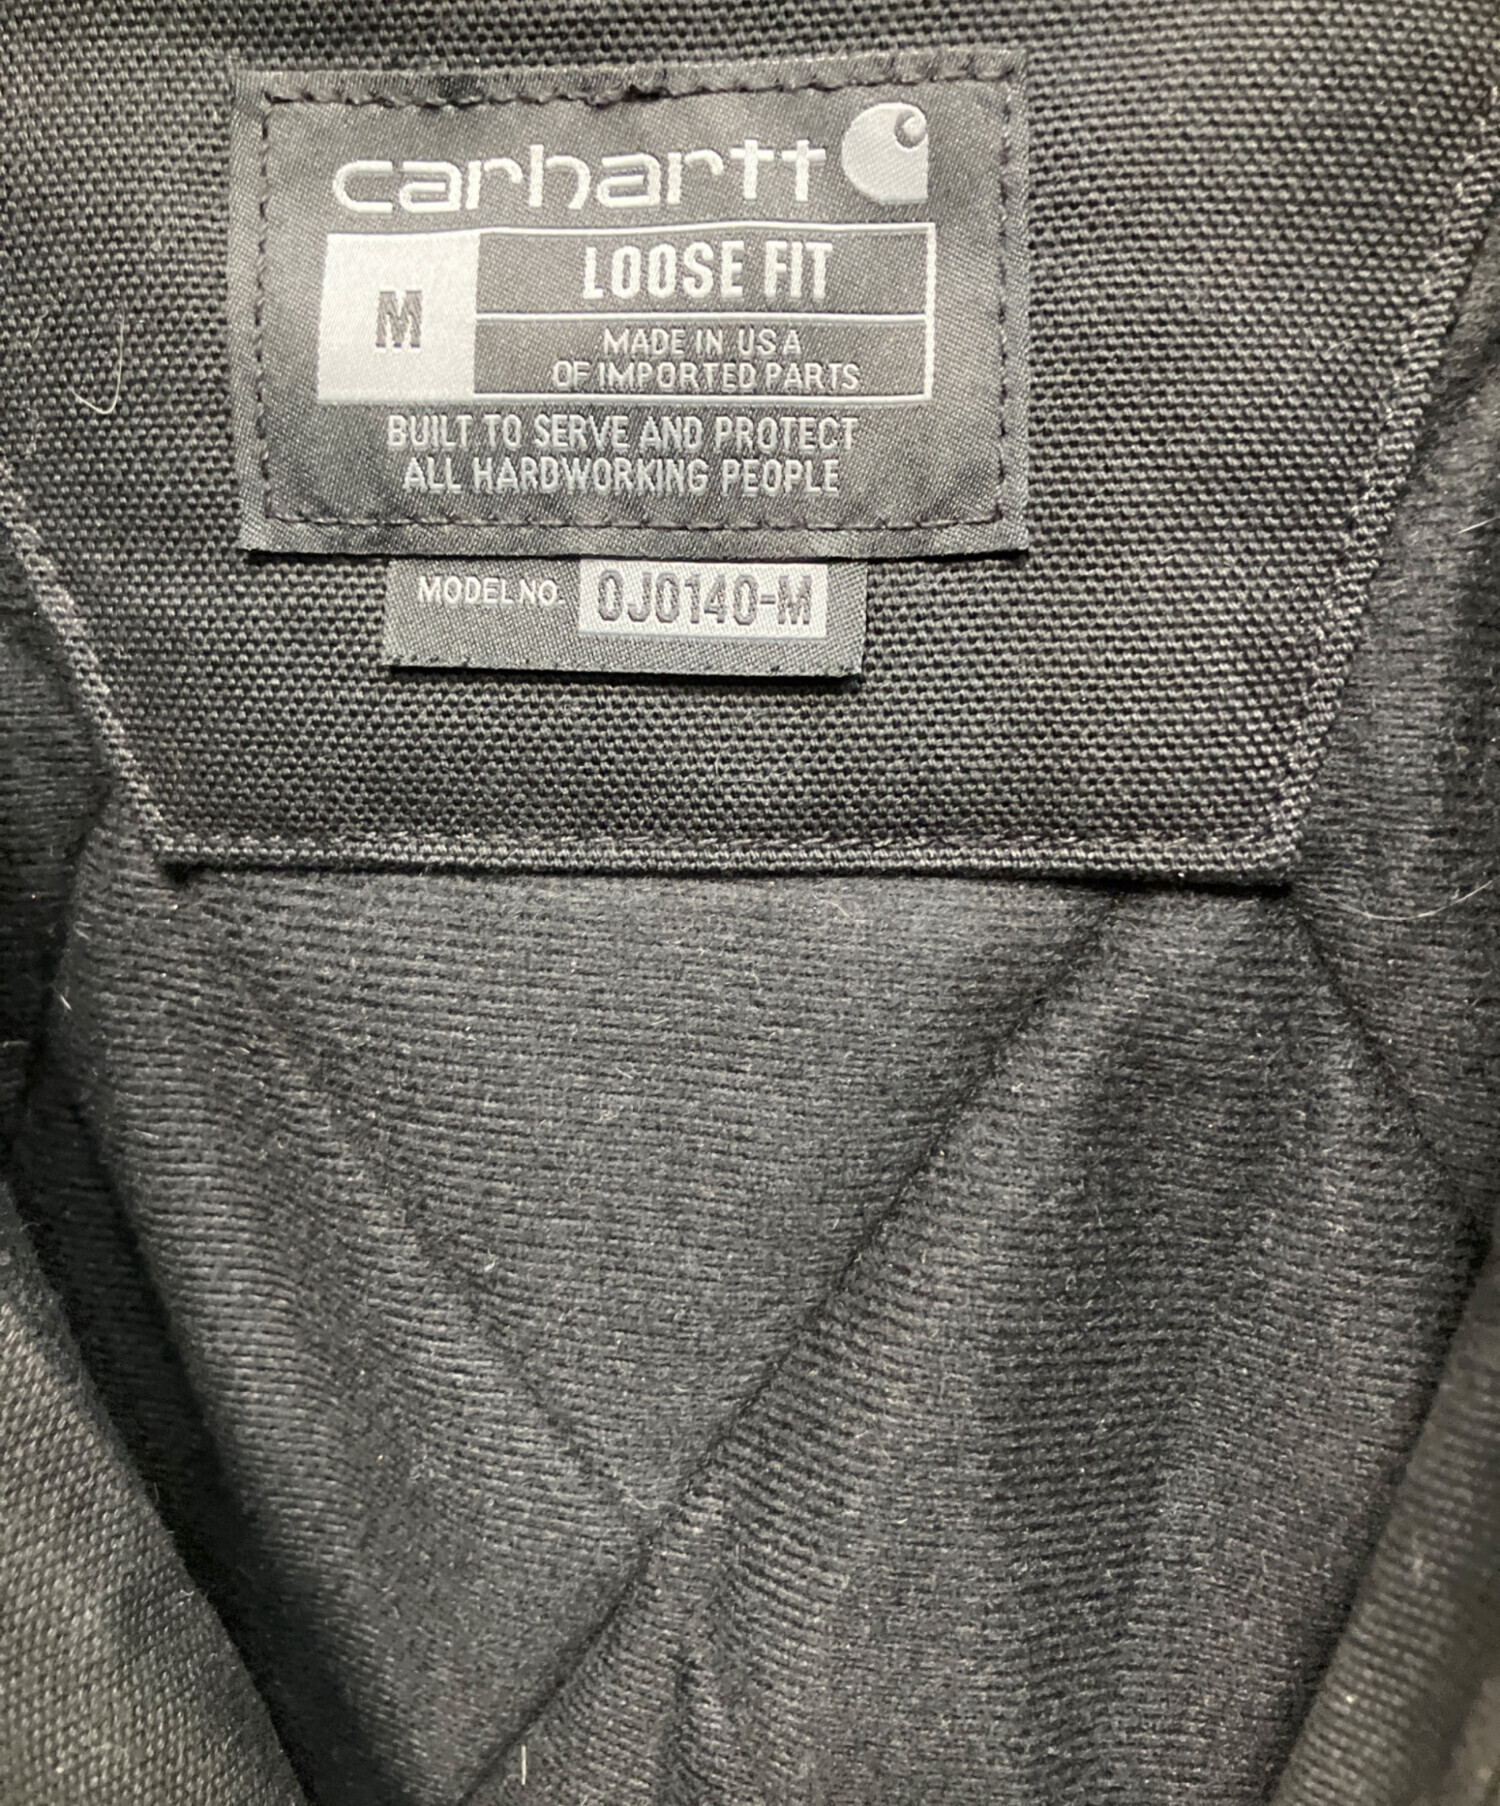 carhartt
M
LOOSE FIT
MADE IN USA
OF IMPORTED PARTS
BUILT TO SERVE AND PROTECT
ALL HARDWORKING PEOPLE
MODEL NO. 0J0140-M